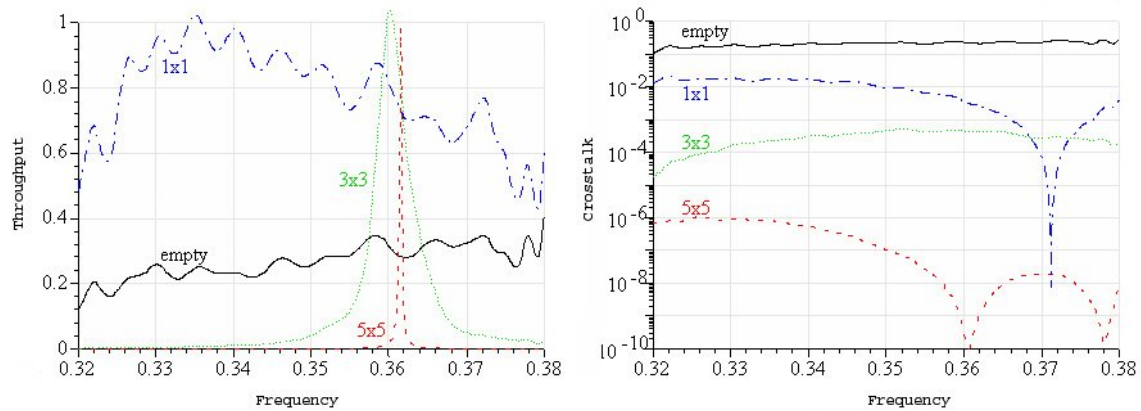 1
0.8
0.6
0.4
0.2
0
Throughput
1x1
3x3
empty
5x5
0.32 0.33 0.34 0.35 0.36 0.37 0.38
Frequency
10 0
10 -2
10 -4
10 -6
10 -8
10 -10
Crosstalk
empty
1x1
3x3
5x5
0.32 0.33 0.34 0.35 0.36 0.37 0.38
Frequency